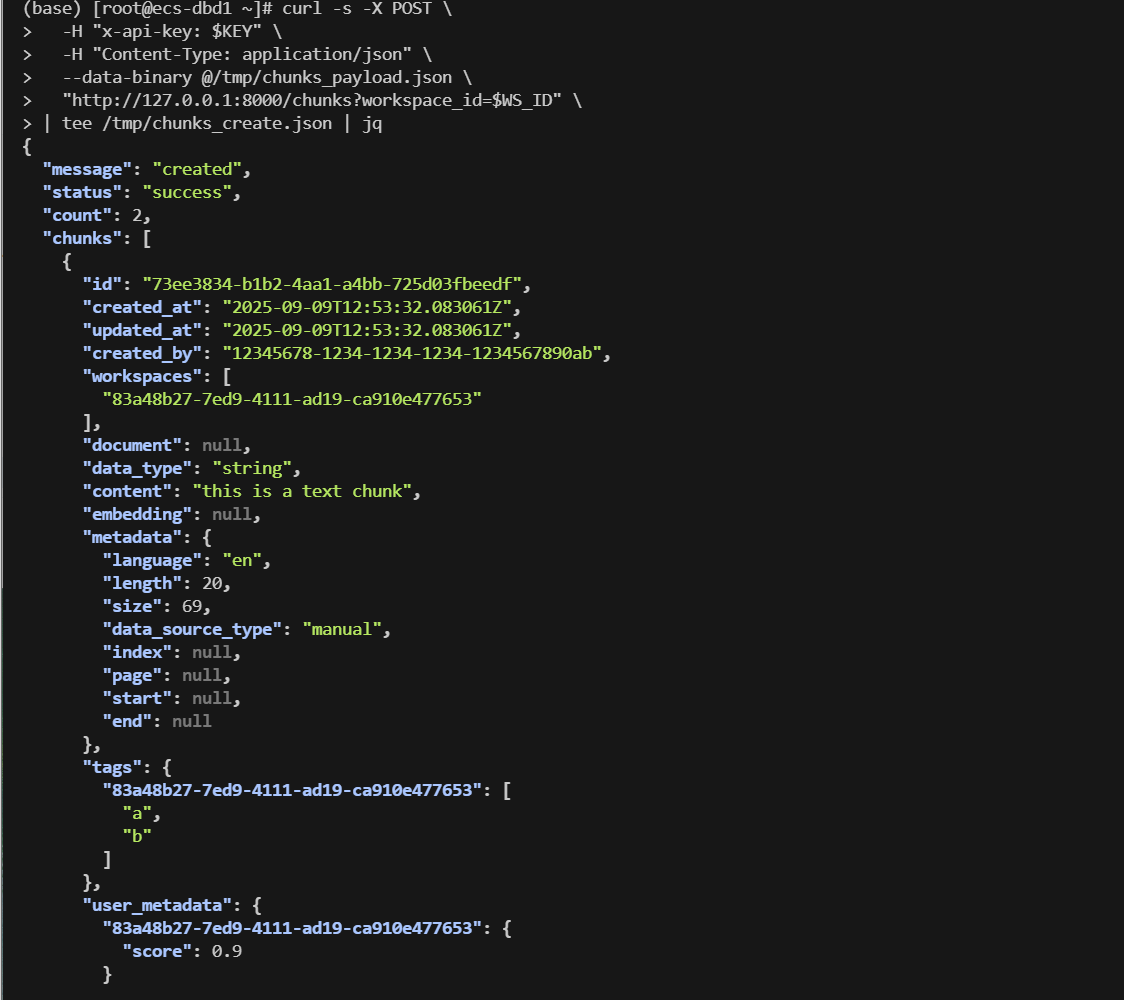 (base) [root@ecs-dbd1 ~]# curl -s -X POST \
>   -H "x-api-key: $KEY" \
>   -H "Content-Type: application/json" \
>   --data-binary @/tmp/chunks_payload.json \
>   "http://127.0.0.1:8000/chunks?workspace_id=$WS_ID" \
> | tee /tmp/chunks_create.json | jq
{
  "message": "created",
  "status": "success",
  "count": 2,
  "chunks": [
    {
      "id": "73ee3834-b1b2-4aa1-a4bb-725d03fbeedf",
      "created_at": "2025-09-09T12:53:32.083061Z",
      "updated_at": "2025-09-09T12:53:32.083061Z",
      "created_by": "12345678-1234-1234-1234-1234567890ab",
      "workspaces": [
        "83a48b27-7ed9-4111-ad19-ca910e477653"
      ],
      "document": null,
      "data_type": "string",
      "content": "this is a text chunk",
      "embedding": null,
      "metadata": {
        "language": "en",
        "length": 20,
        "size": 69,
        "data_source_type": "manual",
        "index": null,
        "page": null,
        "start": null,
        "end": null
      },
      "tags": {
        "83a48b27-7ed9-4111-ad19-ca910e477653": [
          "a",
          "b"
        ]
      },
      "user_metadata": {
        "83a48b27-7ed9-4111-ad19-ca910e477653": {
          "score": 0.9
        }